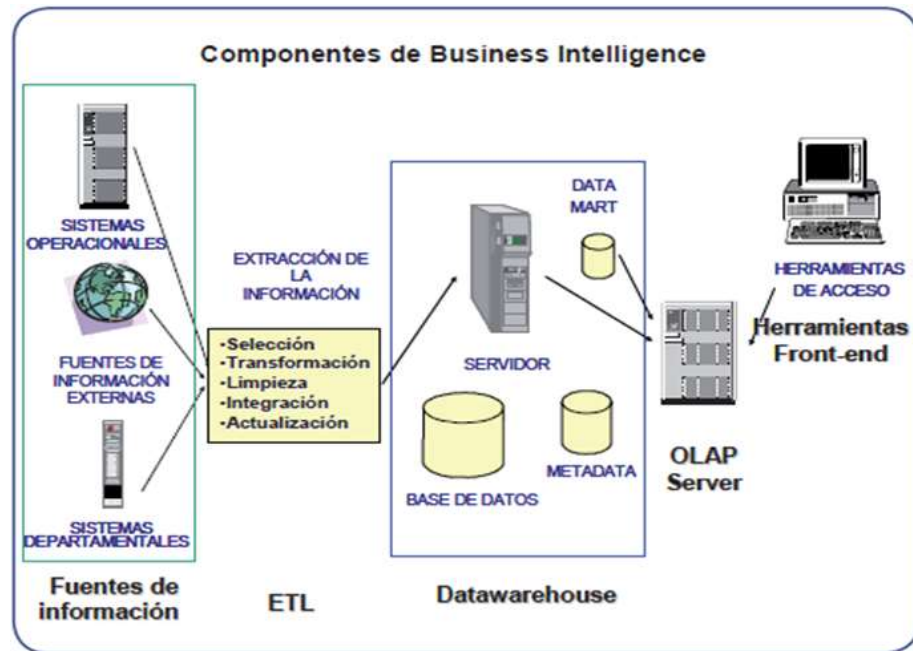 Componentes de Business Intelligence
SISTEMAS
OPERACIONALES
FUENTES DE
INFORMACIÓN
EXTERNAS
SISTEMAS
DEPARTAMENTALES
Fuentes de
información
EXTRACCIÓN DE
LA
INFORMACIÓN
•Selección
•Transformación
•Limpieza
•Integración
•Actualización
ETL
DATA
MART
SERVIDOR
BASE DE DATOS
METADATA
Datawarehouse
OLAP
Server
HERRAMIENTAS
DE ACCESO
Herramientas
Front-end